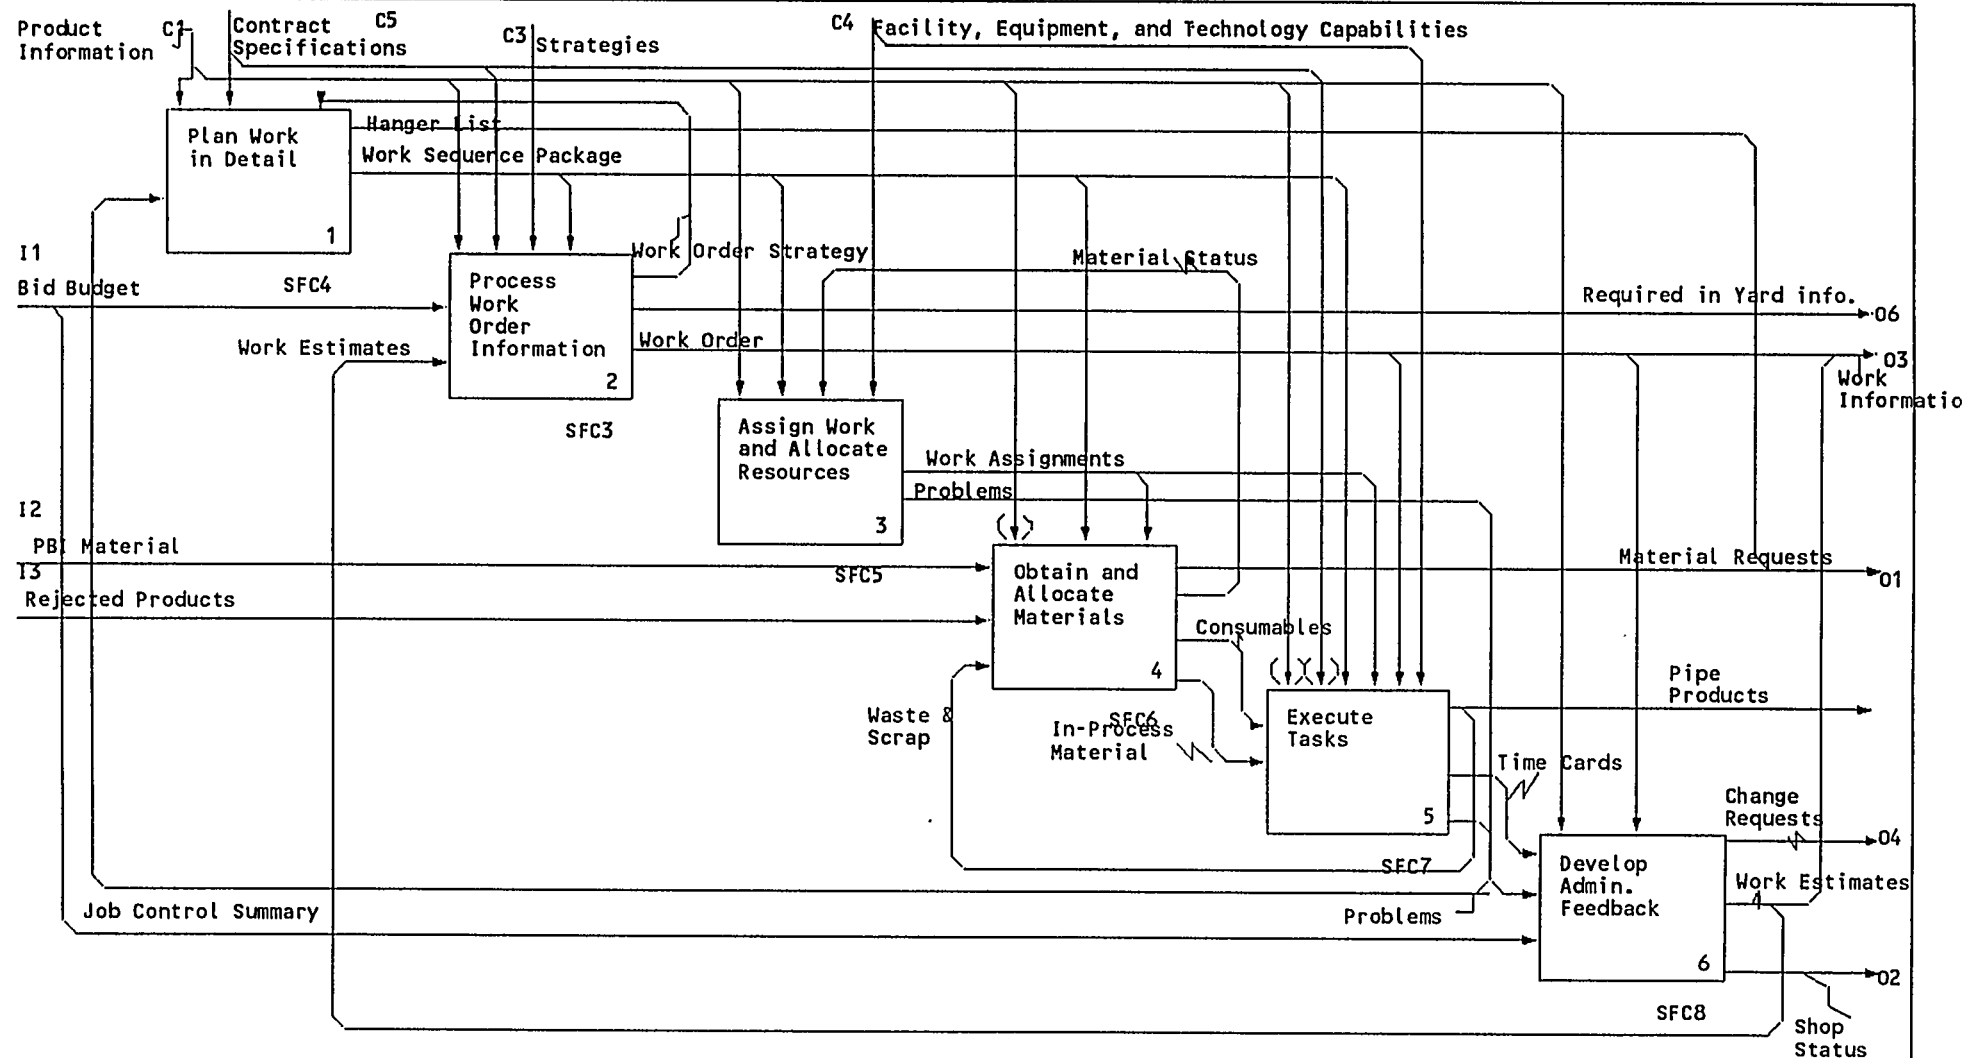 Product
Information
C1
Contract
Specifications
C5
C3
Strategies
C4
Facility, Equipment, and Technology Capabilities
Plan Work
in Detail
1
Hanger List
Work Sequence Package
I1
Bid Budget
SFC4
Process
Work
Order
Information
2
Work Order Strategy
Material Status
Required in Yard info.
O6
Work Estimates
Work Order
O3
Work
Informatio
SFC3
Assign Work
and Allocate
Resources
3
Work Assignments
Problems
I2
PBI Material
I3
Rejected Products
SFC5
Obtain and
Allocate
Materials
4
Material Requests
O1
Consumables
Waste &
Scrap
SFC6
In-Process
Material
Execute
Tasks
5
Pipe
Products
Time Cards
Change
Requests
O4
SFC7
Develop
Admin.
Feedback
6
Work Estimates
Job Control Summary
Problems
O2
SFC8
Shop
Status